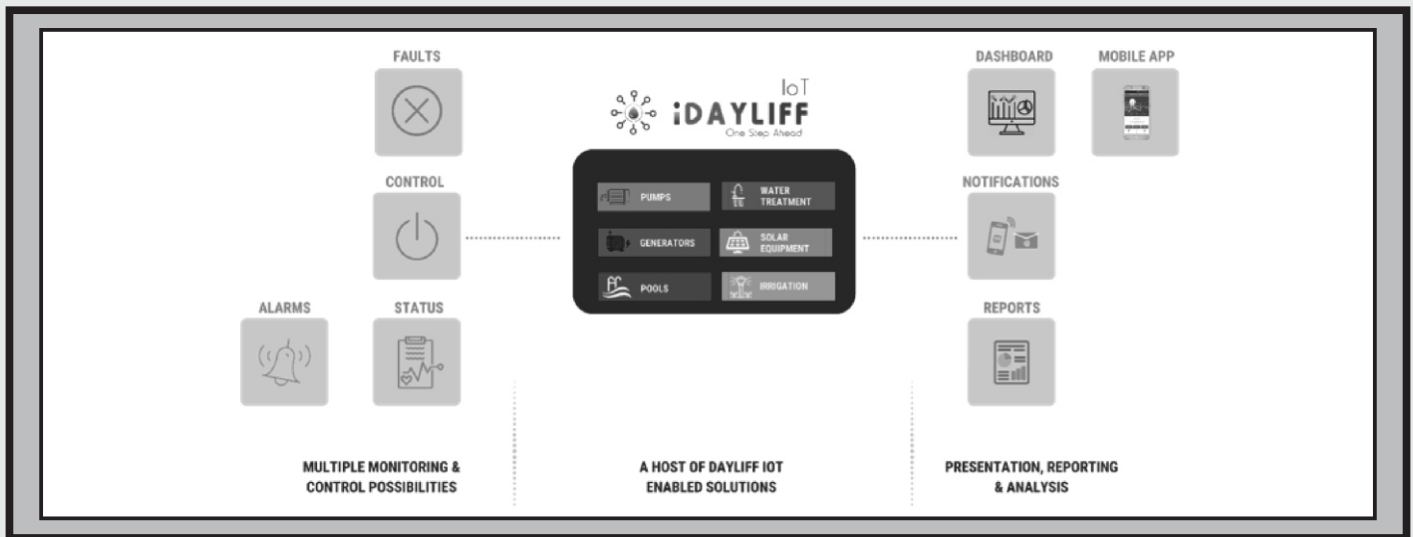 FAULTS
CONTROL
ALARMS
STATUS
MULTIPLE MONITORING &
CONTROL POSSIBILITIES
IoT
iDAYLIFF
One Step Ahead
PUMPS
WATER
TREATMENT
GENERATORS
SOLAR
EQUIPMENT
POOLS
IRRIGATION
A HOST OF DAYLIFF IOT
ENABLED SOLUTIONS
DASHBOARD
MOBILE APP
NOTIFICATIONS
REPORTS
PRESENTATION, REPORTING
& ANALYSIS